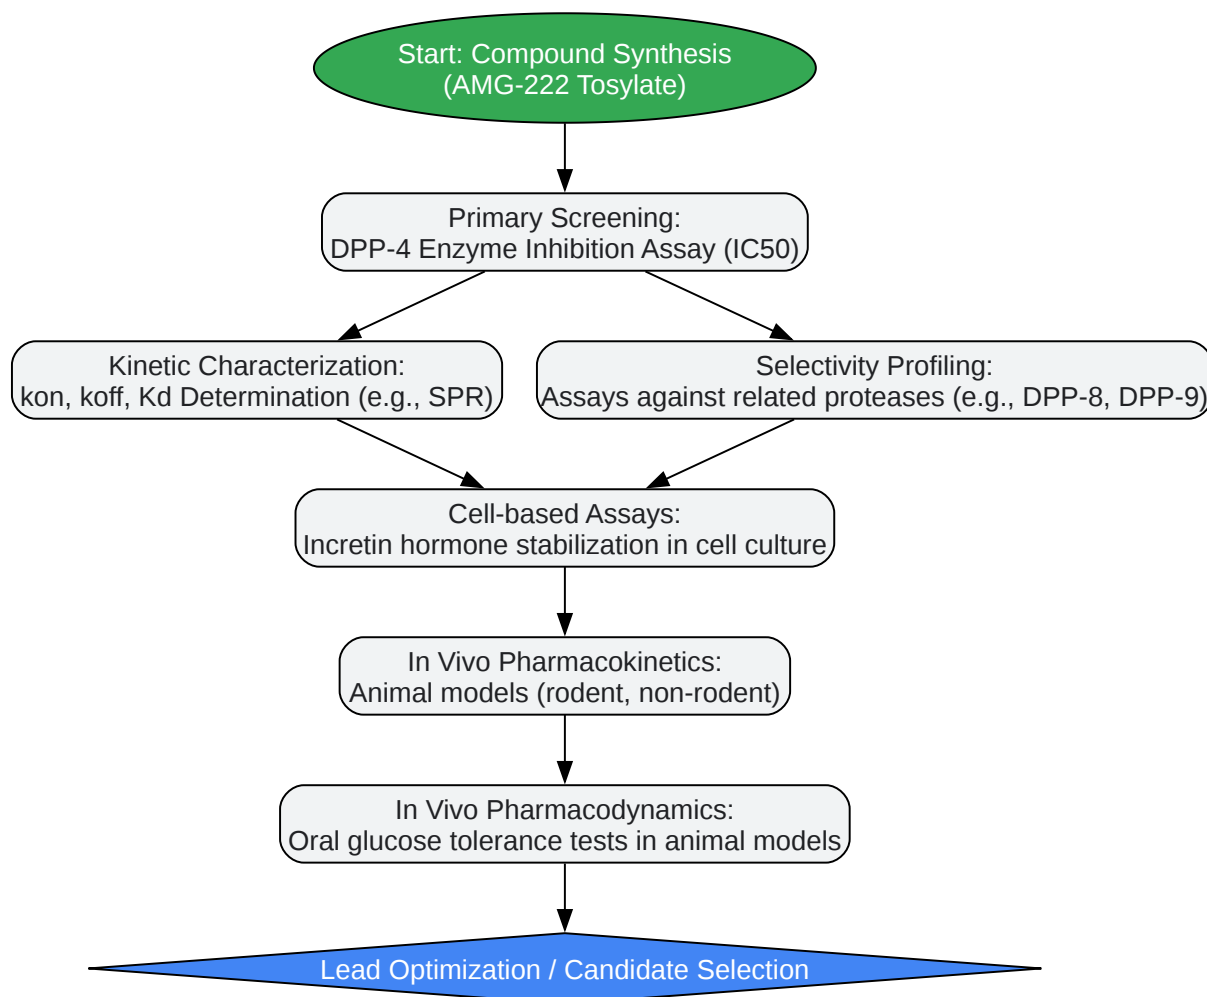 Start: Compound Synthesis
(AMG-222 Tosylate)
Primary Screening:
DPP-4 Enzyme Inhibition Assay (IC50)
Kinetic Characterization:
kon, koff, Kd Determination (e.g., SPR)
Selectivity Profiling:
Assays against related proteases (e.g., DPP-8, DPP-9)
Cell-based Assays:
Incretin hormone stabilization in cell culture
In Vivo Pharmacokinetics:
Animal models (rodent, non-rodent)
In Vivo Pharmacodynamics:
Oral glucose tolerance tests in animal models
Lead Optimization / Candidate Selection